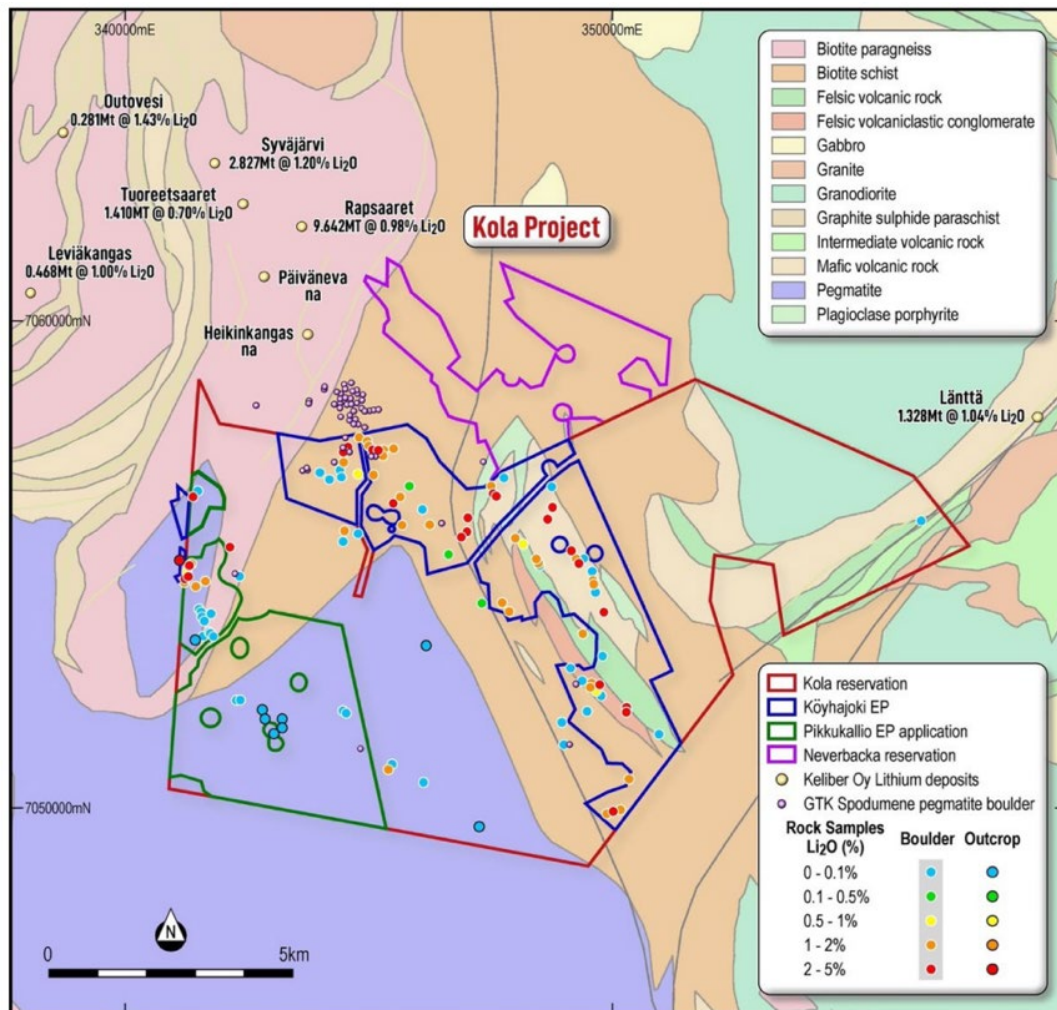 340000mE
350000mE
Outovesi
0.281Mt @ 1.43% Li₂O
Syväjärvi
2.827Mt @ 1.20% Li₂O
Tuoreetsaaret
1.410MT @ 0.70% Li₂O
Rapsaaret
9.642MT @ 0.98% Li₂O
Kola Project
Leviäkangas
0.468Mt @ 1.00% Li₂O
Päiväneva
na
7060000mN
Heikinkangas
na
Länttä
1.328Mt @ 1.04% Li₂O
7050000mN
N
0
5km
Biotite paragneiss
Biotite schist
Felsic volcanic rock
Felsic volcaniclastic conglomerate
Gabbro
Granite
Granodiorite
Graphite sulphide paraschist
Intermediate volcanic rock
Mafic volcanic rock
Pegmatite
Plagioclase porphyrite
Kola reservation
Köyhajoki EP
Pikkukallio EP application
Neverbacka reservation
Keliber Oy Lithium deposits
GTK Spodumene pegmatite boulder
Rock Samples
Li₂O (%)
Boulder
Outcrop
0 - 0.1%
0.1 - 0.5%
0.5 - 1%
1 - 2%
2 - 5%